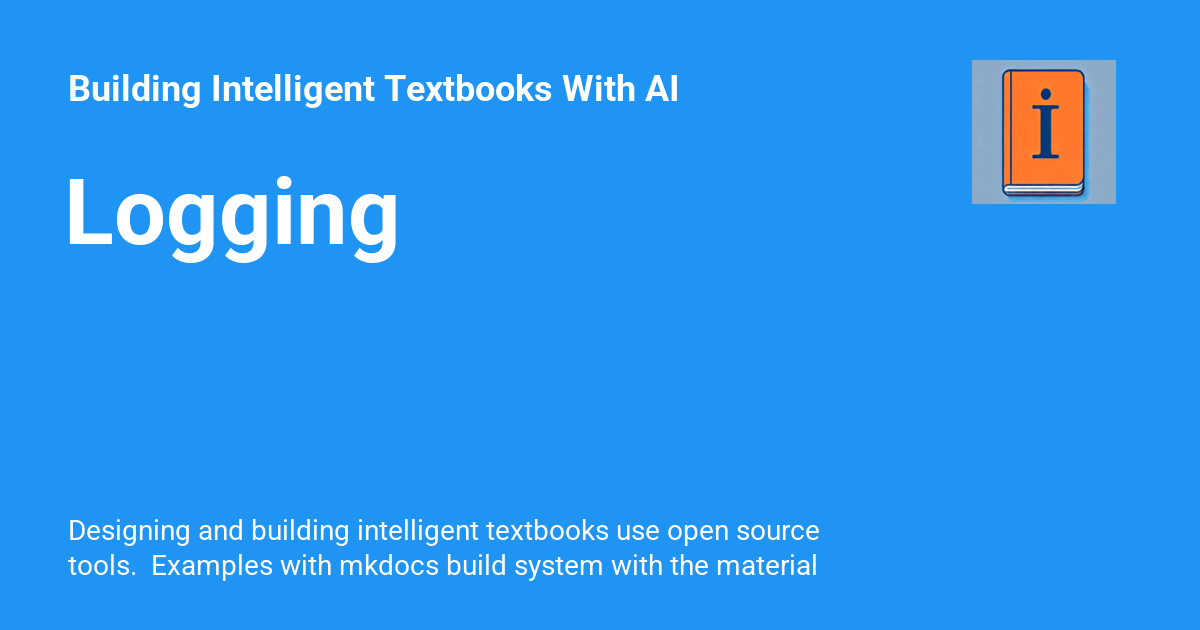 Building Intelligent Textbooks With AI
i
Logging
Designing and building intelligent textbooks use open source
tools.  Examples with mkdocs build system with the material